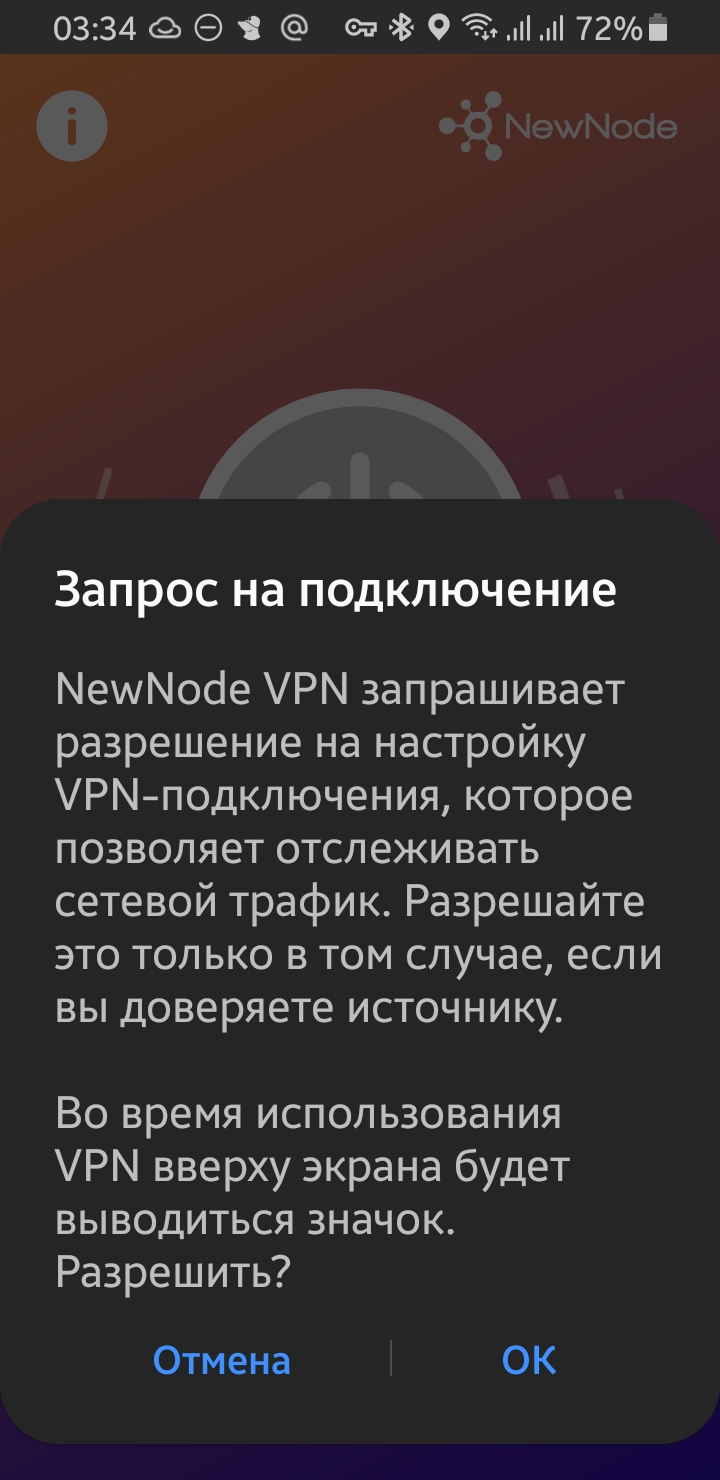 03:34 72%
NewNode
Запрос на подключение
NewNode VPN запрашивает
разрешение на настройку
VPN-подключения, которое
позволяет отслеживать
сетевой трафик. Разрешайте
это только в том случае, если
вы доверяете источнику.
Во время использования
VPN вверху экрана будет
выводиться значок.
Разрешить?
Отмена ОК